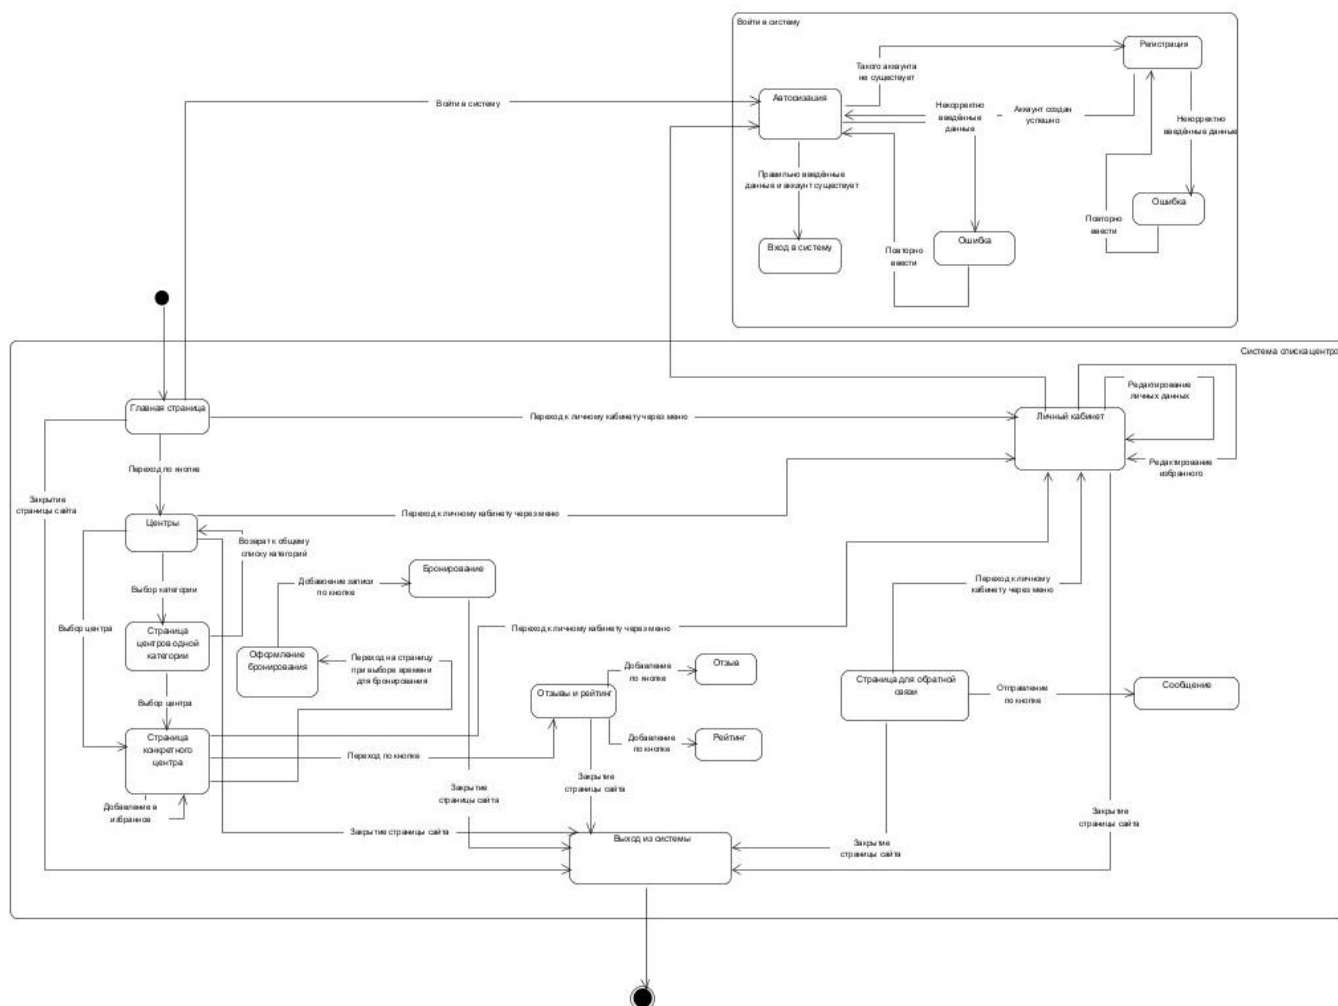 Войти в систему
Регистрация
Такого аккаунта
не существует
Авторизация
Войти в систему
Некорректно
введённые
данные
Аккаунт создан
успешно
Некорректно
введённые данные
Правильно введённые
данные и аккаунт существует
Ошибка
Повторно
ввести
Вход в систему
Ошибка
Повторно
ввести
Система списка центро
Главная страница
Переход к личному кабинету через меню
Личный кабинет
Редактирование
личных данных
Переход по кнопке
Редактирование
избранного
Закрытие
страницы сайта
Центры
Переход к личному кабинету через меню
Возврат к общему
списку категорий
Бронирование
Добавление записи
по кнопке
Выбор категории
Переход к личному
кабинету через меню
Выбор центра
Страница
центров одной
категории
Переход к личному кабинету через меню
Оформление
бронирования
Переход на страницу
при выборе времени
для бронирования
Отзывы и рейтинг
Добавление
по кнопке
Отзыв
Страница для обратной
связи
Отправление
по кнопке
Сообщение
Выбор центра
Страница
конкретного
центра
Переход по кнопке
Добавление
по кнопке
Рейтинг
Закрытие
страницы сайта
Закрытие
страницы сайта
Добавление в
избранное
Закрытие страницы сайта
Выход из системы
Закрытие
страницы сайта
Закрытие
страницы сайта